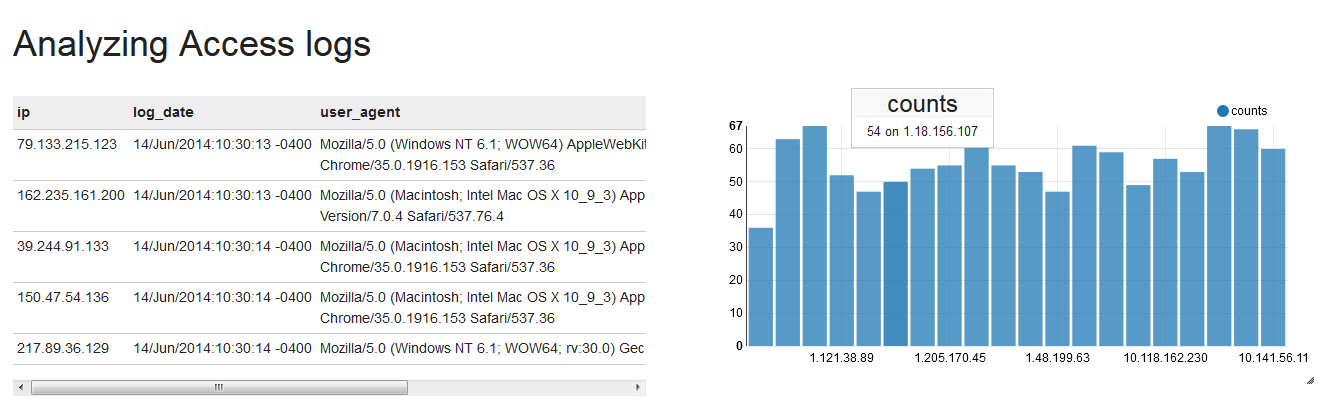 Analyzing Access logs
ip log_date user_agent
79.133.215.123 14/Jun/2014:10:30:13 -0400 Mozilla/5.0 (Windows NT 6.1; WOW64) AppleWebKit
Chrome/35.0.1916.153 Safari/537.36
162.235.161.200 14/Jun/2014:10:30:13 -0400 Mozilla/5.0 (Macintosh; Intel Mac OS X 10_9_3) App
Version/7.0.4 Safari/537.76.4
39.244.91.133 14/Jun/2014:10:30:14 -0400 Mozilla/5.0 (Macintosh; Intel Mac OS X 10_9_3) App
Chrome/35.0.1916.153 Safari/537.36
150.47.54.136 14/Jun/2014:10:30:14 -0400 Mozilla/5.0 (Macintosh; Intel Mac OS X 10_9_3) App
Chrome/35.0.1916.153 Safari/537.36
217.89.36.129 14/Jun/2014:10:30:14 -0400 Mozilla/5.0 (Windows NT 6.1; WOW64; rv:30.0) Gec
counts
54 on 1.18.156.107
counts
67
60
50
40
30
20
10
0
1.121.38.89 1.205.170.45 1.48.199.63 10.118.162.230 10.141.56.11